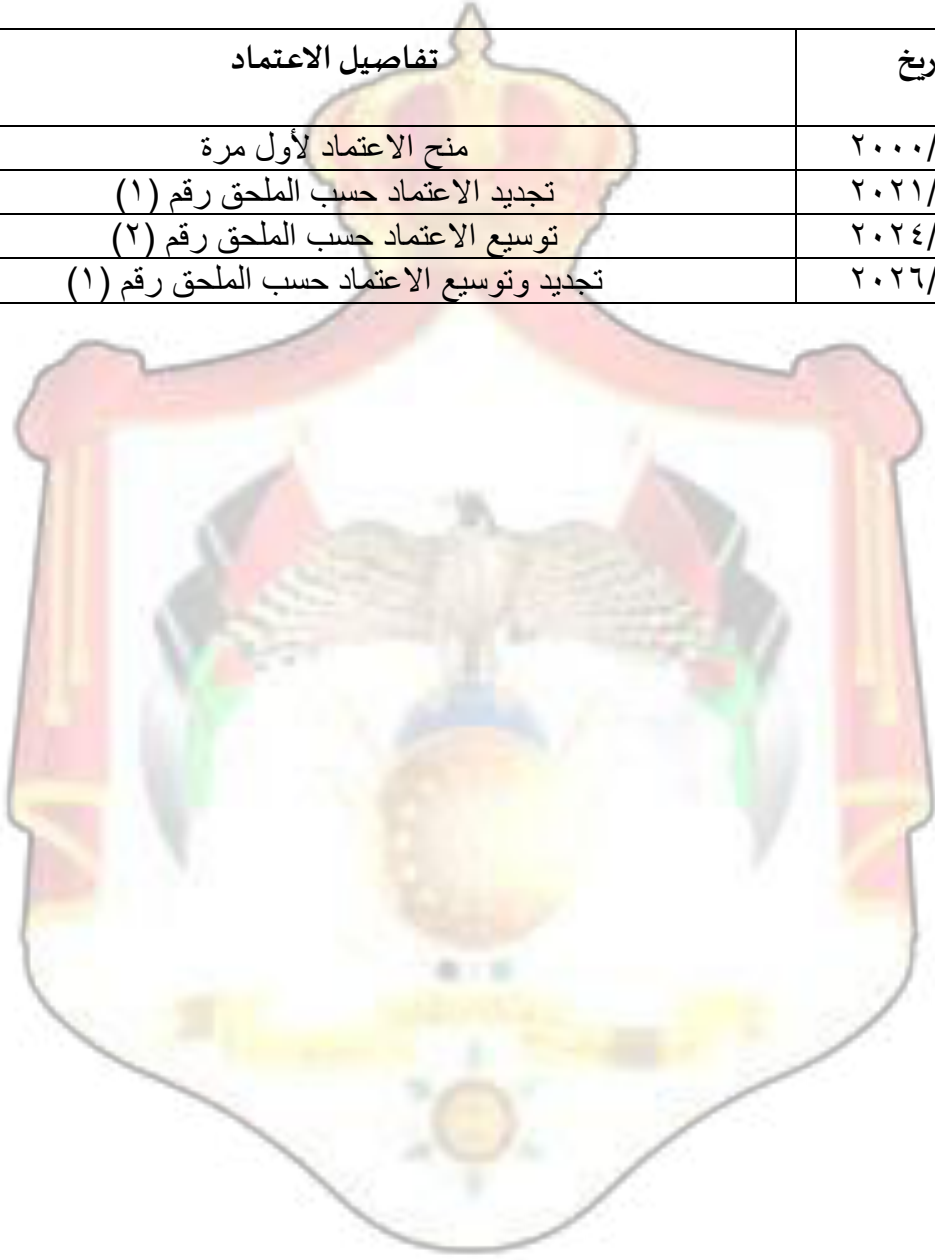 ريخ تفاصيل الاعتماد
/٢٠٠٠ منح الاعتماد لأول مرة
/٢٠٢١ تجديد الاعتماد حسب الملحق رقم (١)
/٢٠٢٤ توسيع الاعتماد حسب الملحق رقم (٢)
/٢٠٢٦ تجديد وتوسيع الاعتماد حسب الملحق رقم (١)